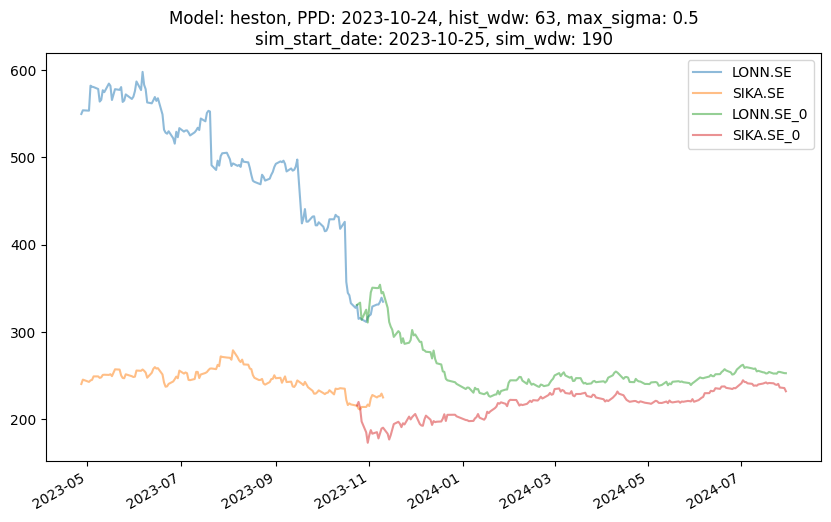 Model: heston, PPD: 2023-10-24, hist_wdw: 63, max_sigma: 0.5
sim_start_date: 2023-10-25, sim_wdw: 190
LONN.SE
SIKA.SE
LONN.SE_0
SIKA.SE_0
600
500
400
300
200
2023-05
2023-07
2023-09
2023-11
2024-01
2024-03
2024-05
2024-07